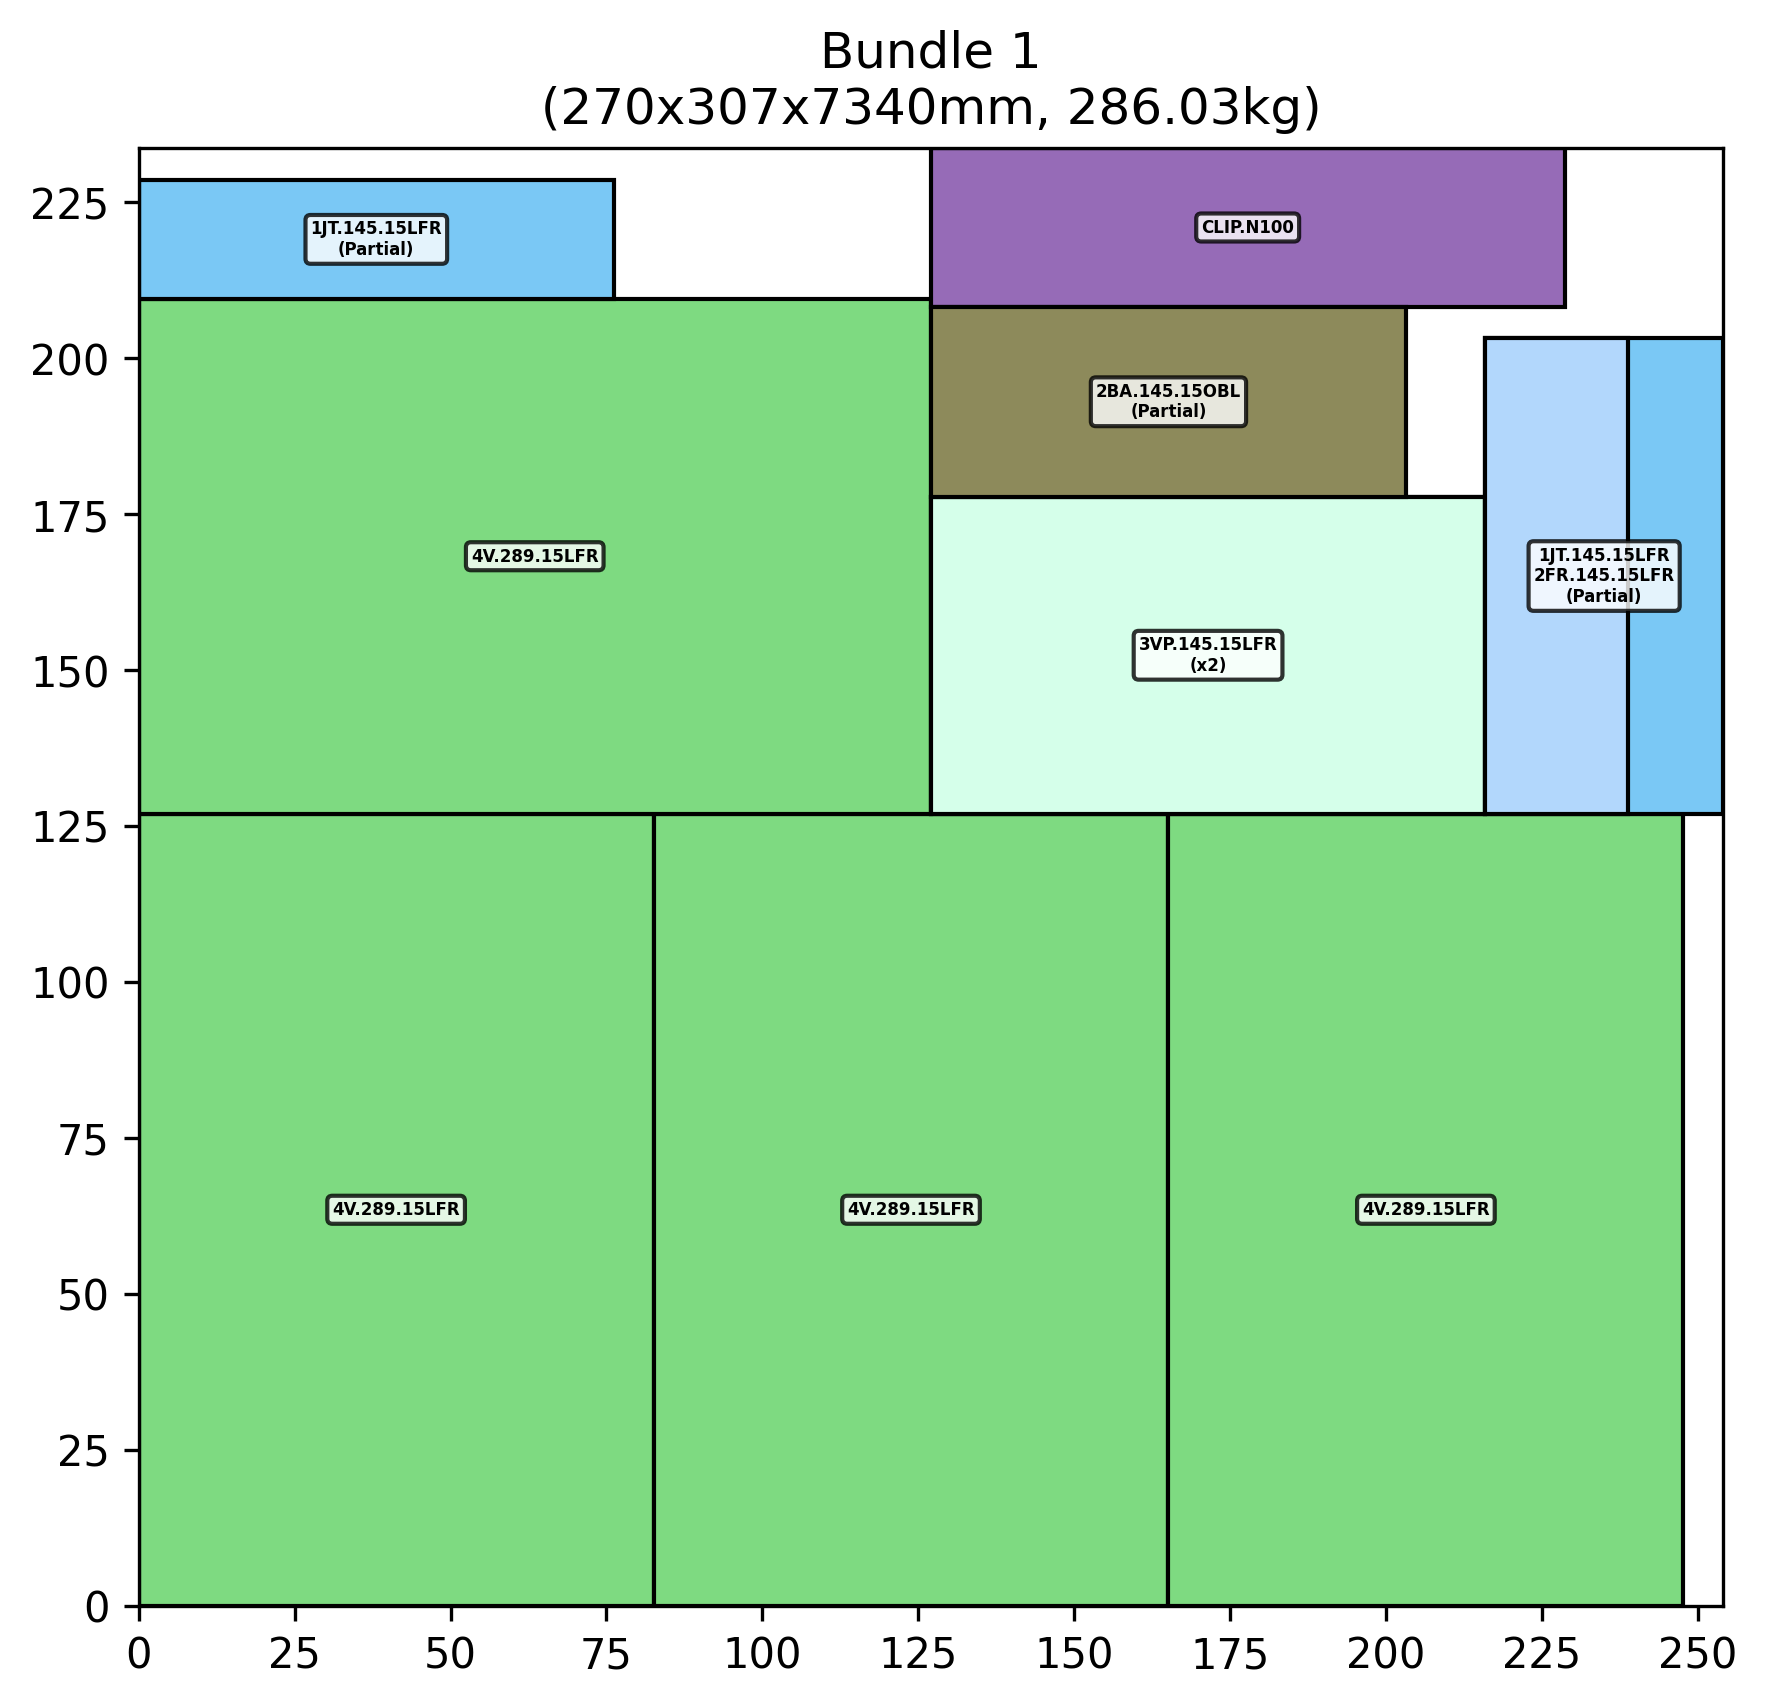 Bundle 1
(270x307x7340mm, 286.03kg)
225
200
175
150
125
100
75
50
25
0
1JT.145.15LFR
(Partial)
CLIP.N100
2BA.145.15OBL
(Partial)
4V.289.15LFR
1JT.145.15LFR
2FR.145.15LFR
(Partial)
3VP.145.15LFR
(x2)
4V.289.15LFR
4V.289.15LFR
4V.289.15LFR
0
25
50
75
100
125
150
175
200
225
250